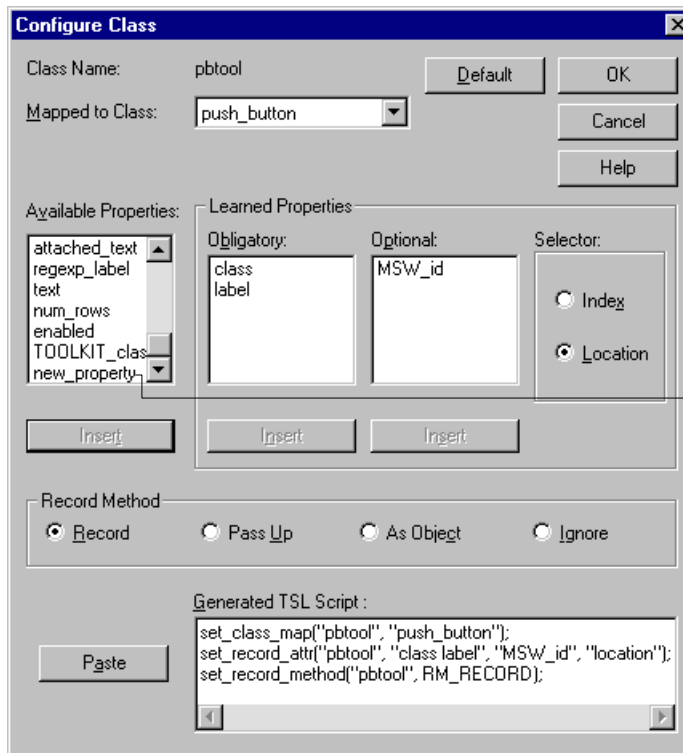 Configure Class
Class Name: pbtool
Default
OK
Mapped to Class: push_button
Cancel
Help
Available Properties:
attached_text
regexp_label
text
num_rows
enabled
TOOLKIT_clas
new_property
Insert
Learned Properties
Obligatory:
class
label
Insert
Optional:
MSW_id
Insert
Selector:
Index
Location
Record Method
Record Pass Up As Object Ignore
Paste
Generated TSL Script :
set_class_map("pbtool", "push_button");
set_record_attr("pbtool", "class label", "MSW_id", "location");
set_record_method("pbtool", RM_RECORD);